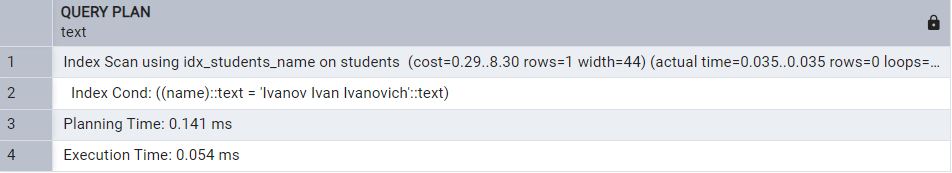 QUERY PLAN
text
1 Index Scan using idx_students_name on students (cost=0.29..8.30 rows=1 width=44) (actual time=0.035..0.035 rows=0 loops=...
2 Index Cond: ((name)::text = 'Ivanov Ivan Ivanovich'::text)
3 Planning Time: 0.141 ms
4 Execution Time: 0.054 ms